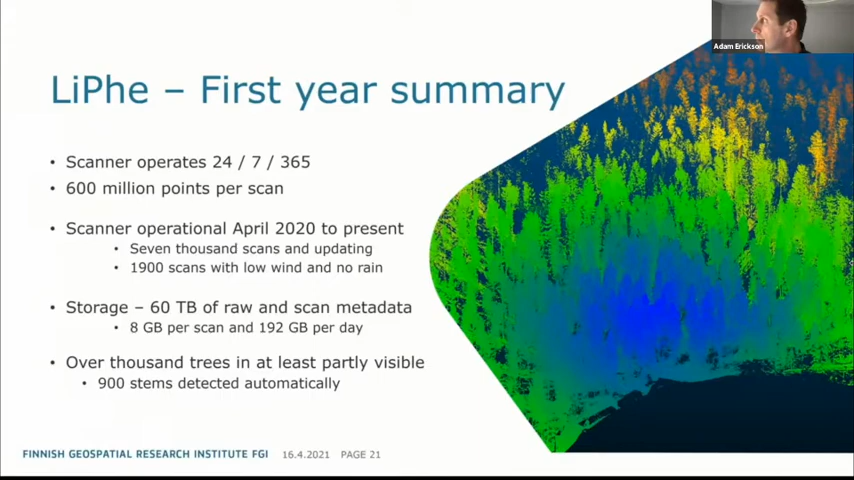 Adam Erickson
LiPhe – First year summary
• Scanner operates 24 / 7 / 365
• 600 million points per scan
• Scanner operational April 2020 to present
• Seven thousand scans and updating
• 1900 scans with low wind and no rain
• Storage – 60 TB of raw and scan metadata
• 8 GB per scan and 192 GB per day
• Over thousand trees in at least partly visible
• 900 stems detected automatically
FINNISH GEOSPATIAL RESEARCH INSTITUTE FGI 16.4.2021 PAGE 21